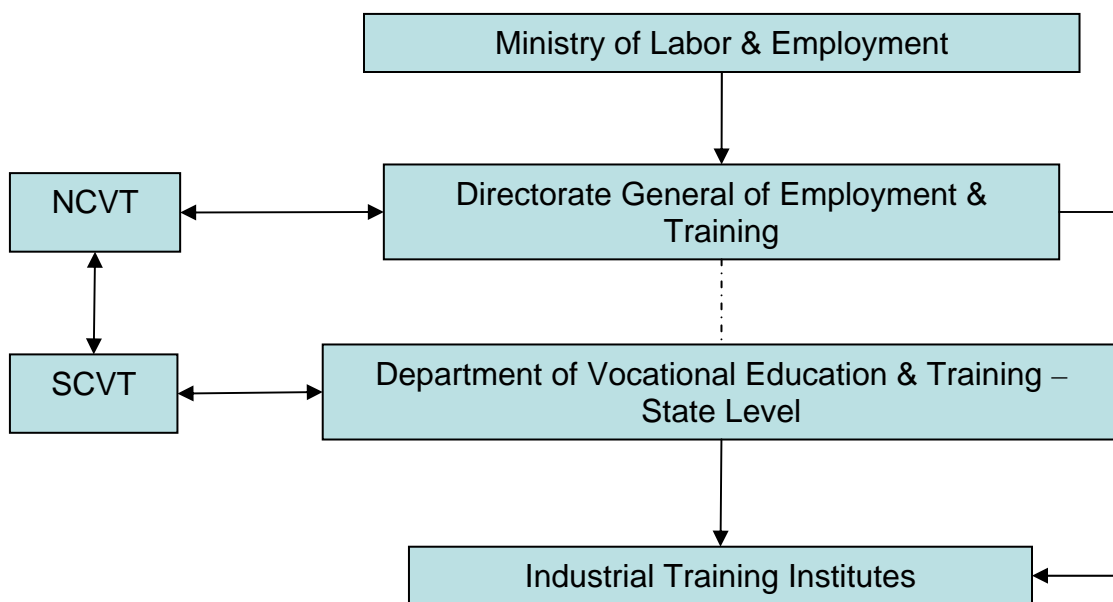 Ministry of Labor & Employment
NCVT
Directorate General of Employment &
Training
SCVT
Department of Vocational Education & Training –
State Level
Industrial Training Institutes